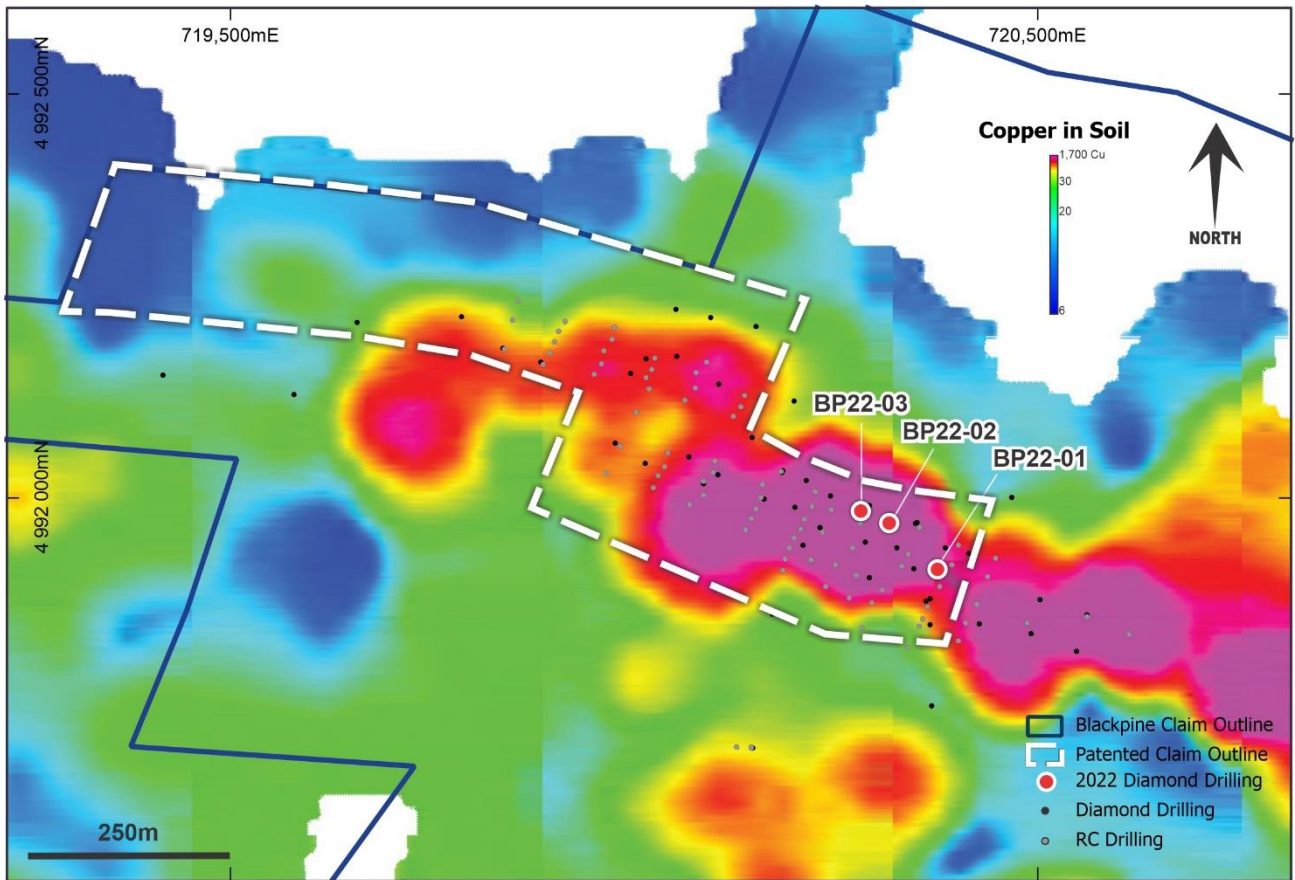 719,500mE
720,500mE
4 992 500mN
Copper in Soil
1,700 Cu
30
20
6
NORTH
BP22-03
BP22-02
BP22-01
4 992 000mN
Blackpine Claim Outline
Patented Claim Outline
2022 Diamond Drilling
Diamond Drilling
RC Drilling
250m